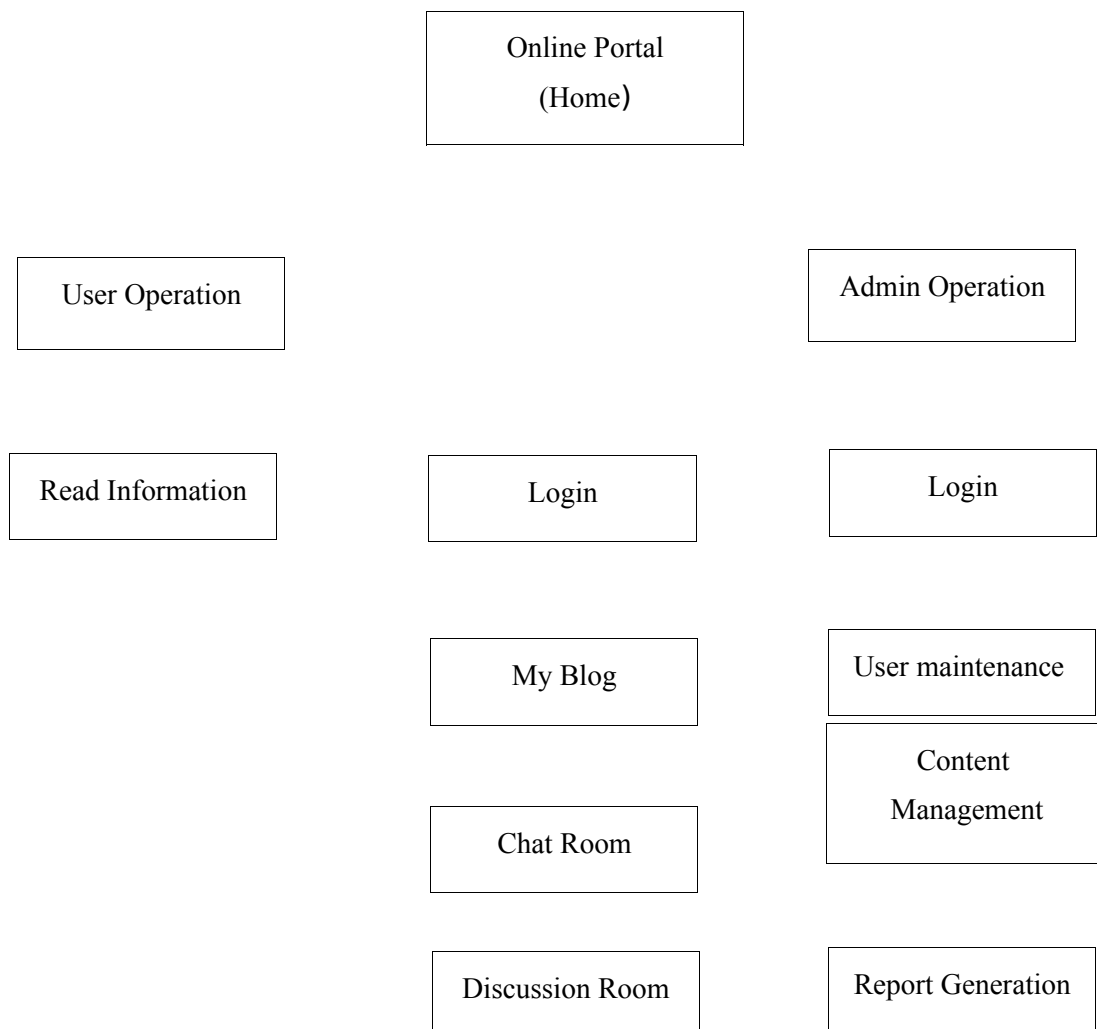 Online Portal
(Home)
User Operation
Admin Operation
Read Information
Login
Login
My Blog
User maintenance
Content
Management
Chat Room
Discussion Room
Report Generation